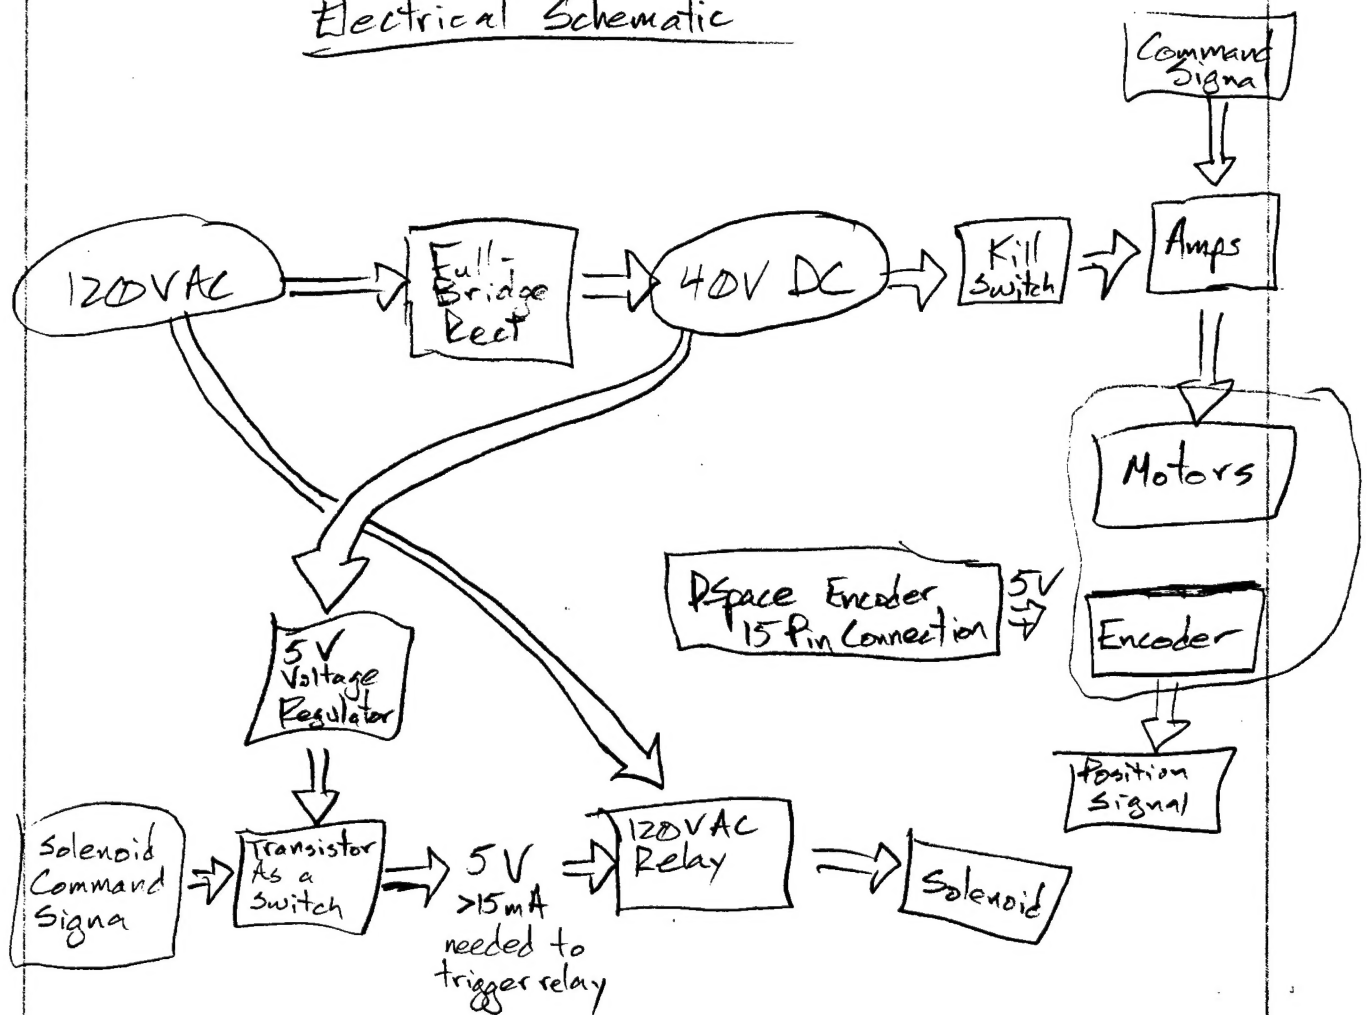 Electrical Schematic
Command
Signa
120VAC
Full-
Bridge
Rect
40V DC
Kill
Switch
Amps
Motors
DSpace Encoder
15 Pin Connection
5V
Encoder
5V
Voltage
Regulator
Position
Signal
Solenoid
Command
Signa
Transistor
As a
Switch
5V
>15mA
needed to
trigger relay
120VAC
Relay
Solenoid